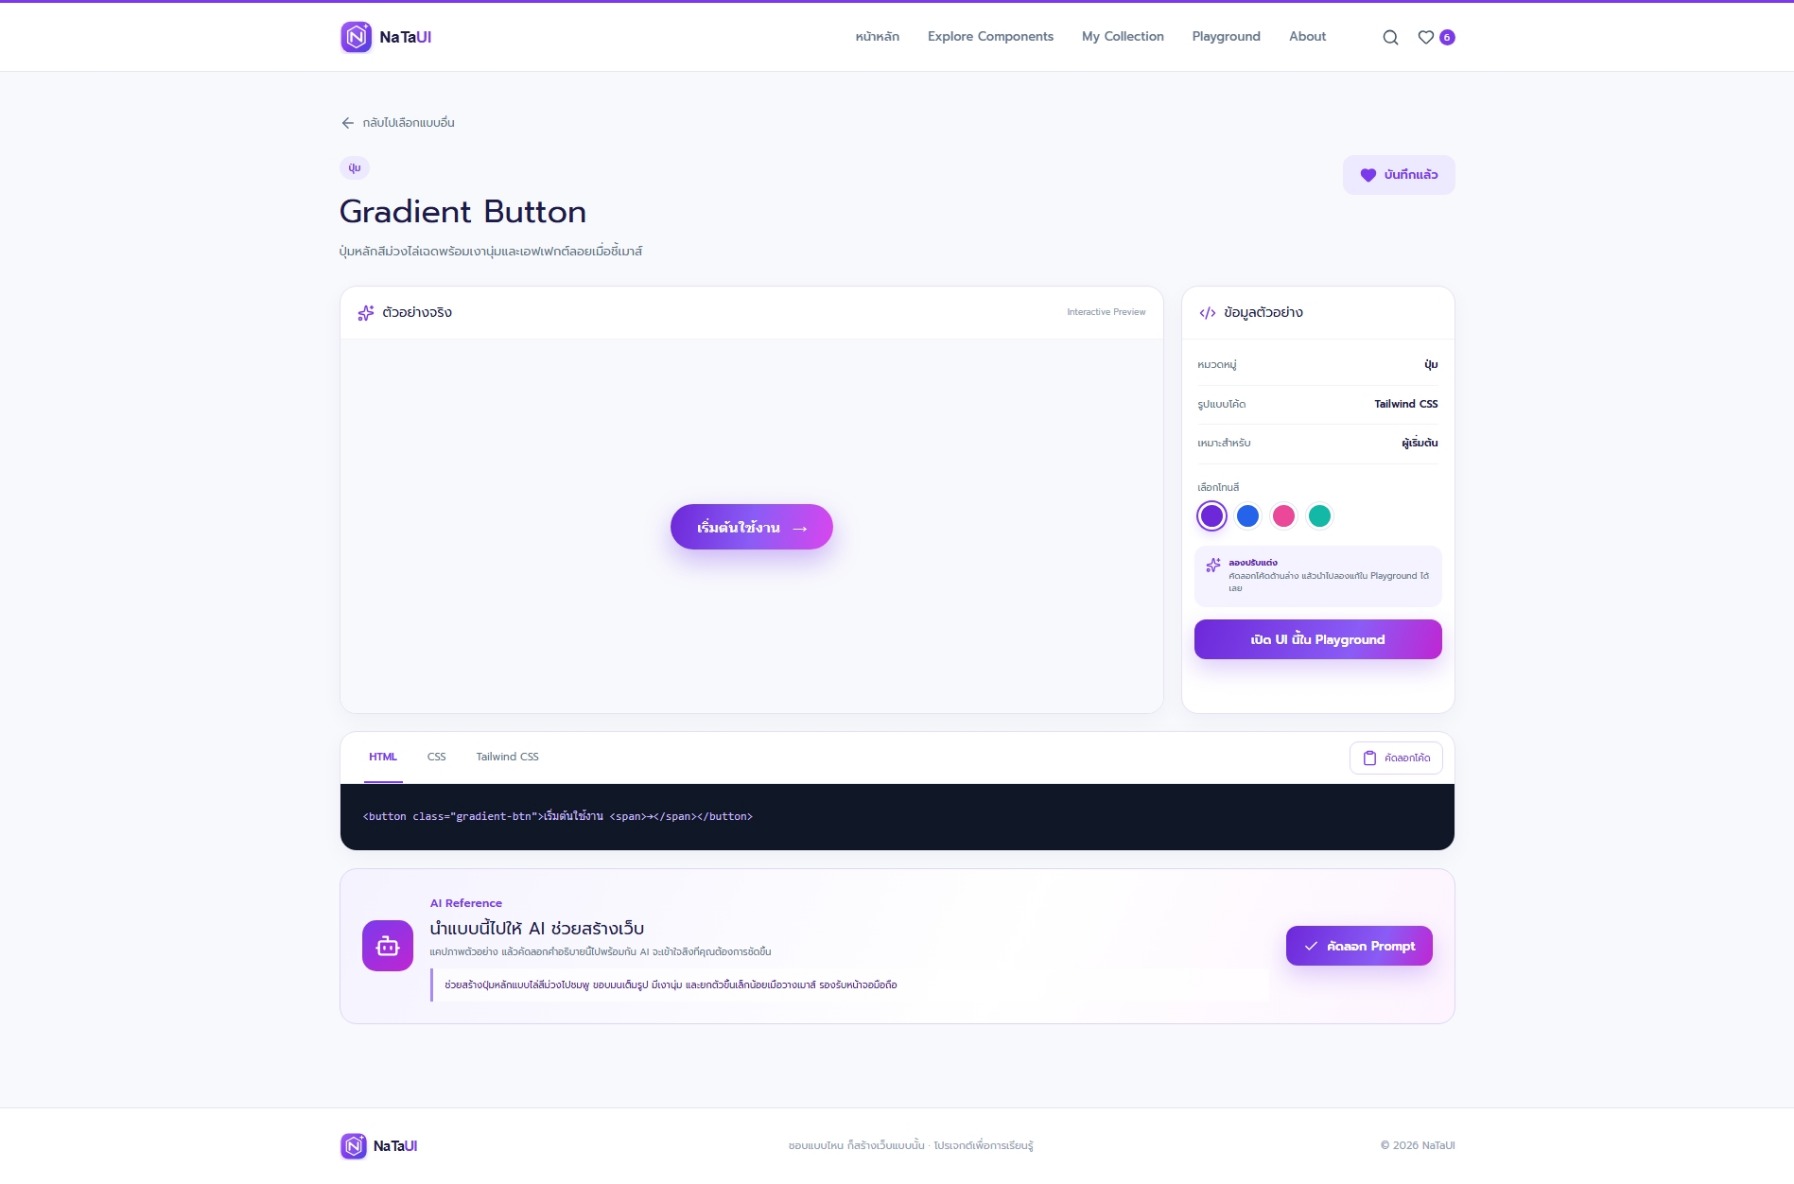 NaTaUI
หน้าหลัก Explore Components My Collection Playground About 6
← กลับไปเลือกแบบอื่น
ปุ่ม
บันทึกแล้ว
Gradient Button
ปุ่มหลักสีม่วงไล่เฉดพร้อมเงานุ่มและเอฟเฟกต์ลอยเมื่อชี้เมาส์
ตัวอย่างจริง
Interactive Preview
เริ่มต้นใช้งาน →
</> ข้อมูลตัวอย่าง
หมวดหมู่ ปุ่ม
รูปแบบโค้ด Tailwind CSS
เหมาะสำหรับ ผู้เริ่มต้น
เลือกโทนสี
ลองปรับแต่ง
คัดลอกโค้ดด้านล่าง แล้วนำไปลองแก้ใน Playground ได้
เลย
เปิด UI นี้ใน Playground
HTML CSS Tailwind CSS
คัดลอกโค้ด
<button class="gradient-btn">เริ่มต้นใช้งาน <span>→</span></button>
AI Reference
นำแบบนี้ไปให้ AI ช่วยสร้างเว็บ
แคปภาพตัวอย่าง แล้วคัดลอกคำอธิบายนี้ไปพร้อมกัน AI จะเข้าใจสิ่งที่คุณต้องการชัดขึ้น
ช่วยสร้างปุ่มหลักแบบไล่สีม่วงไปชมพู ขอบมนเต็มรูป มีเงานุ่ม และยกตัวขึ้นเล็กน้อยเมื่อวางเมาส์ รองรับหน้าจอมือถือ
คัดลอก Prompt
NaTaUI
ชอบแบบไหน ก็สร้างเว็บแบบนั้น · โปรเจกต์เพื่อการเรียนรู้
© 2026 NaTaUI